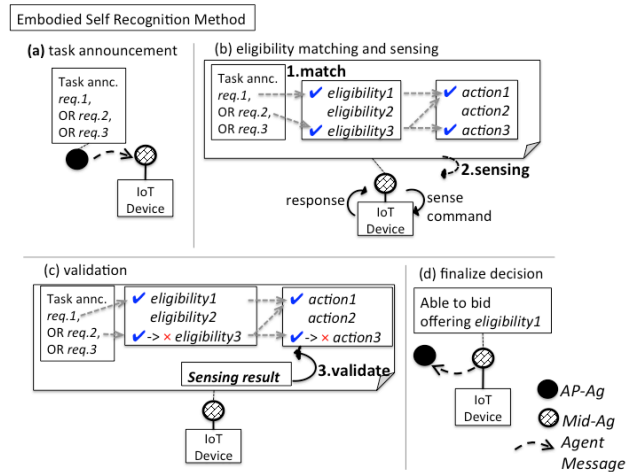 Embodied Self Recognition Method
(a) task announcement
Task annc.
req.1,
OR req.2,
OR req.3
IoT
Device
(b) eligibility matching and sensing
Task annc.
req.1,
OR req.2,
OR req.3
1.match
✔ eligibility1
eligibility2
✔ eligibility3
✔ action1
action2
✔ action3
2.sensing
response
sense
command
IoT
Device
(c) validation
Task annc.
req.1,
OR req.2,
OR req.3
✔ eligibility1
eligibility2
✔-> × eligibility3
✔ action1
action2
✔-> × action3
Sensing result
3.validate
IoT
Device
(d) finalize decision
Able to bid
offering eligibility1
IoT
Device
AP-Ag
Mid-Ag
Agent
Message